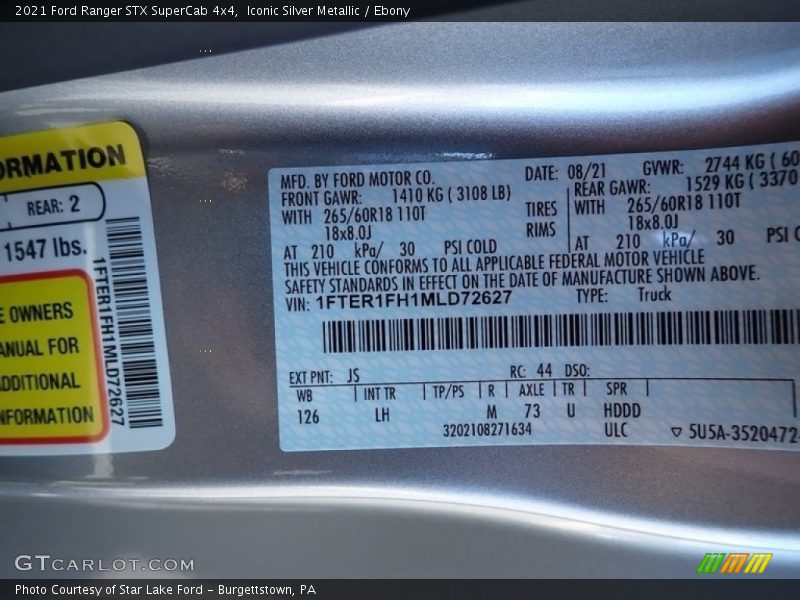 2021 Ford Ranger STX SuperCab 4x4,  Iconic Silver Metallic / Ebony
ORMATION
REAR: 2
1547 lbs.
E OWNERS
ANUAL FOR
ADDITIONAL
NFORMATION
1FTER1FH1MLD72627
MFD. BY FORD MOTOR CO.
DATE: 08/21
GVWR: 2744 KG ( 60
FRONT GAWR: 1410 KG ( 3108 LB)
REAR GAWR: 1529 KG ( 3370
WITH 265/60R18 110T TIRES WITH 265/60R18 110T
18x8.0J RIMS 18x8.0J
AT 210 kPa/ 30 PSI COLD AT 210 kPa/ 30 PSI C
THIS VEHICLE CONFORMS TO ALL APPLICABLE FEDERAL MOTOR VEHICLE
SAFETY STANDARDS IN EFFECT ON THE DATE OF MANUFACTURE SHOWN ABOVE.
VIN: 1FTER1FH1MLD72627 TYPE: Truck
EXT PNT: JS RC: 44 DSO:
WB INT TR TP/PS R AXLE TR SPR
126 LH M 73 U HDDD
3202108271634 ULC ▽ 5U5A-3520472-
GTCARLOT.COM
Photo Courtesy of Star Lake Ford - Burgettstown, PA